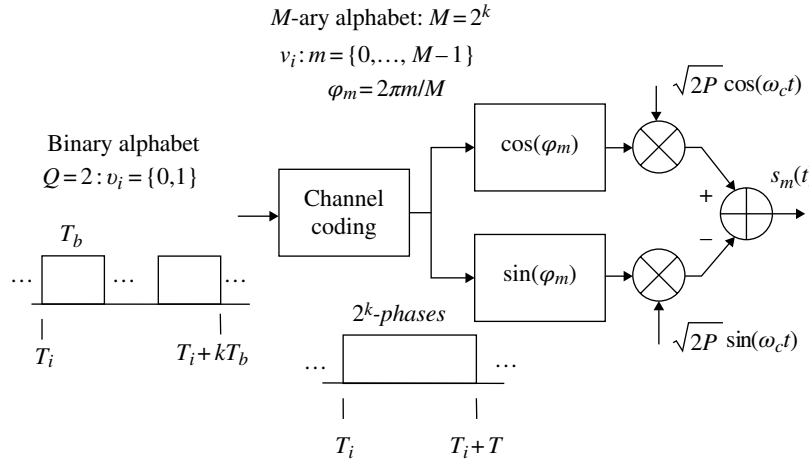 M-ary alphabet: M = 2^k
v_i : m = {0,…, M – 1}
φ_m = 2πm/M
√2P cos(ω_c t)
Binary alphabet
Q = 2 : υ_i = {0,1}
cos(φ_m)
Channel
coding
s_m(t
+
–
T_b
… … …
sin(φ_m)
2^k-phases
√2P sin(ω_c t)
T_i
T_i + kT_b
… …
T_i
T_i + T